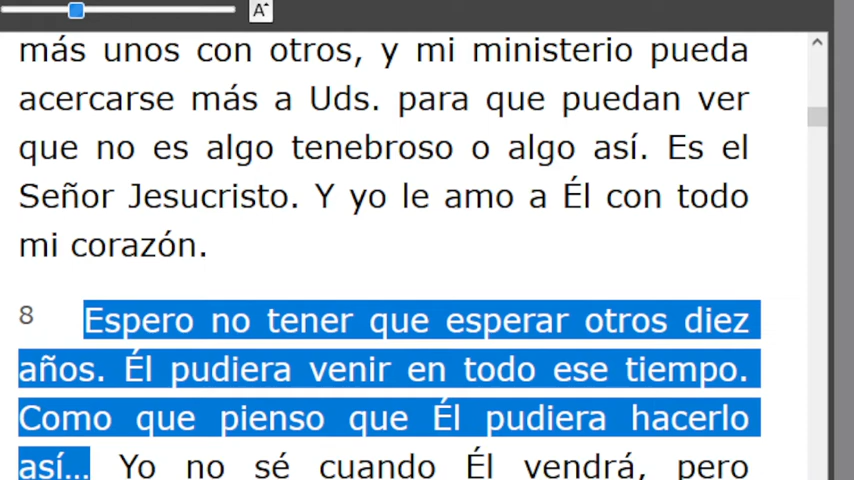 A
más unos con otros, y mi ministerio pueda
acercarse más a Uds. para que puedan ver
que no es algo tenebroso o algo así. Es el
Señor Jesucristo. Y yo le amo a Él con todo
mi corazón.
8 Espero no tener que esperar otros diez
años. Él pudiera venir en todo ese tiempo.
Como que pienso que Él pudiera hacerlo
así... Yo no sé cuando Él vendrá, pero